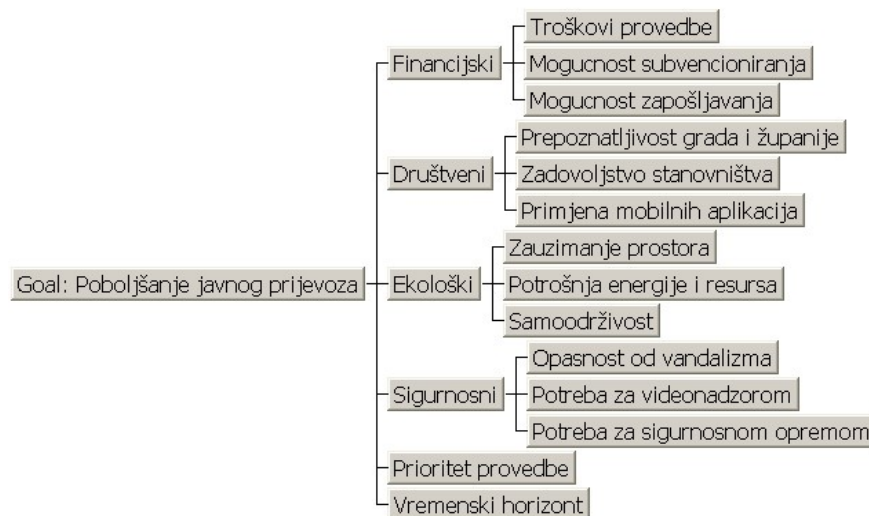 Goal: Poboljšanje javnog prijevoza
Financijski
Troškovi provedbe
Mogucnost subvencioniranja
Mogucnost zapošljavanja
Društveni
Prepoznatljivost grada i županije
Zadovoljstvo stanovništva
Primjena mobilnih aplikacija
Ekološki
Zauzimanje prostora
Potrošnja energije i resursa
Samoodrživost
Sigurnosni
Opasnost od vandalizma
Potreba za videonadzorom
Potreba za sigurnosnom opremom
Prioritet provedbe
Vremenski horizont